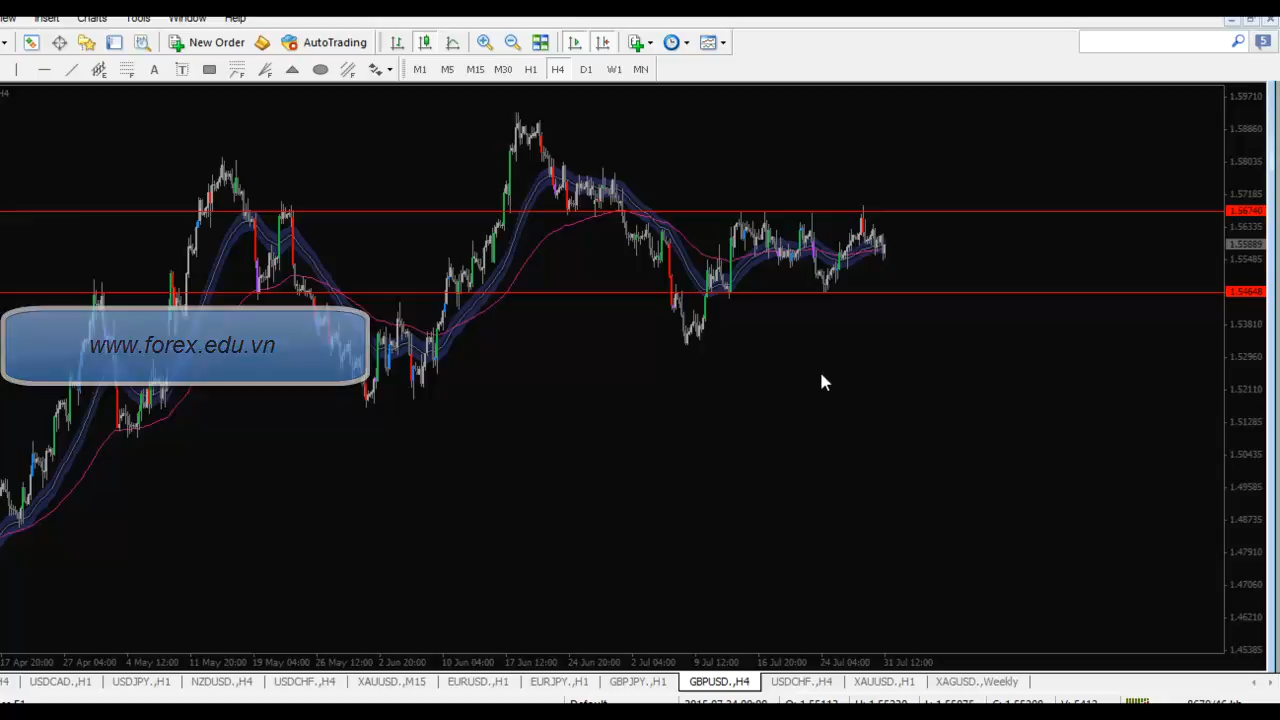 Insert Charts Tools Window Help
New Order AutoTrading 5
A T M1 M5 M15 M30 H1 H4 D1 W1 MN
H4
1.59710
1.58860
1.58035
1.57185
1.56740
1.56335
1.55889
1.55485
1.54648
1.53810
1.52960
1.52110
1.51285
1.50435
1.49585
1.48735
1.47910
1.47060
1.46210
1.45385
www.forex.edu.vn
17 Apr 20:00 27 Apr 04:00 4 May 12:00 11 May 20:00 19 May 04:00 26 May 12:00 2 Jun 20:00 10 Jun 04:00 17 Jun 12:00 24 Jun 20:00 2 Jul 04:00 9 Jul 12:00 16 Jul 20:00 24 Jul 04:00 31 Jul 12:00
H4 USDCAD.,H1 USDJPY.,H1 NZDUSD.,H4 USDCHF.,H4 XAUUSD.,M15 EURUSD.,H1 EURJPY.,H1 GBPJPY.,H1 GBPUSD.,H4 USDCHF.,H4 XAUUSD.,H1 XAGUSD.,Weekly